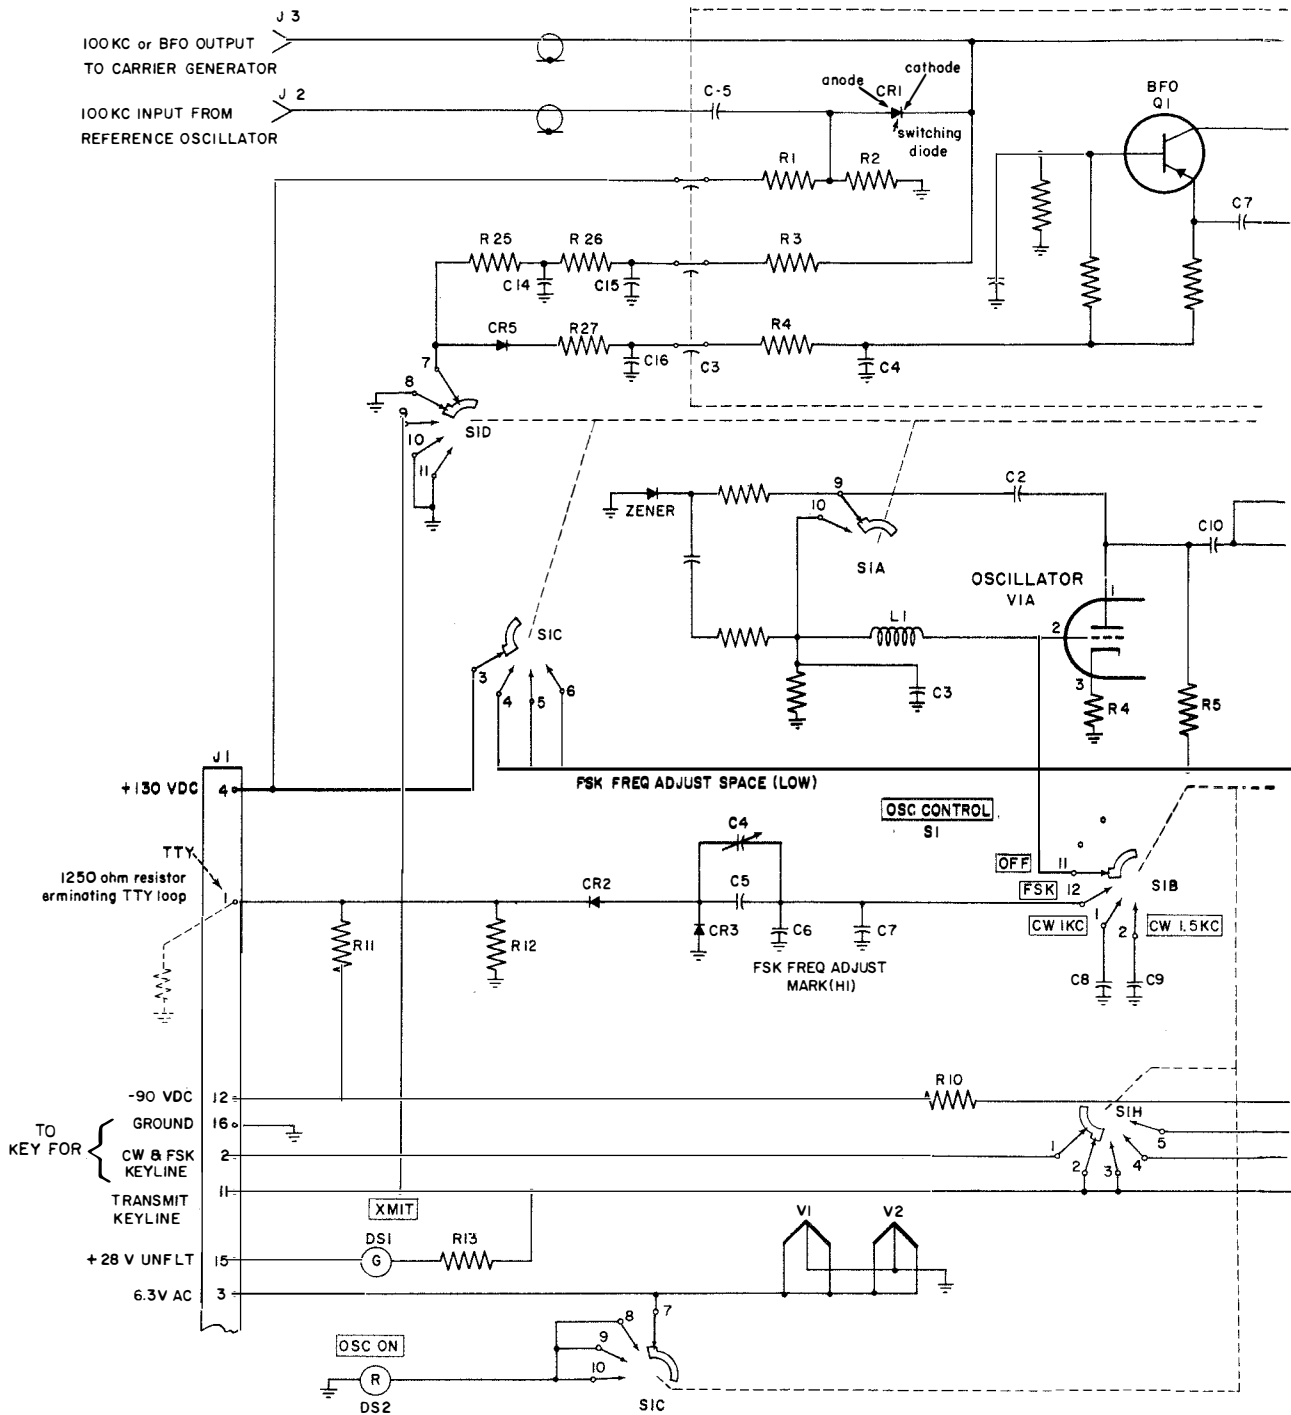 J 3
100KC or BFO OUTPUT
TO CARRIER GENERATOR
J 2
100KC INPUT FROM
REFERENCE OSCILLATOR
C-5
anode
cathode
CR1
switching
diode
BFO
Q1
R1
R2
C7
R 25
R 26
R3
C14
C15
CR5
R27
R4
C16
C3
C4
7
8
9
10
11
S1D
ZENER
9
10
C2
S1A
C10
OSCILLATOR
V1A
1
2
3
L1
S1C
3
4
5
6
C3
R4
R5
J1
+130 VDC
4
FSK FREQ ADJUST SPACE (LOW)
OSC CONTROL
S1
TTY
1250 ohm resistor
erminating TTY loop
1
C4
CR2
C5
OFF
11
FSK
12
S1B
CW 1KC
1
2
CW 1.5KC
R11
R12
CR3
C6
C7
FSK FREQ ADJUST
MARK(HI)
C8
C9
-90 VDC
12
R10
GROUND
16
S1H
TO
KEY FOR
CW & FSK
KEYLINE
2
1
2
3
4
5
TRANSMIT
KEYLINE
11
XMIT
V1
V2
DS1
R13
+28 V UNFLT
15
G
6.3V AC
3
7
8
9
10
OSC ON
R
DS2
S1C